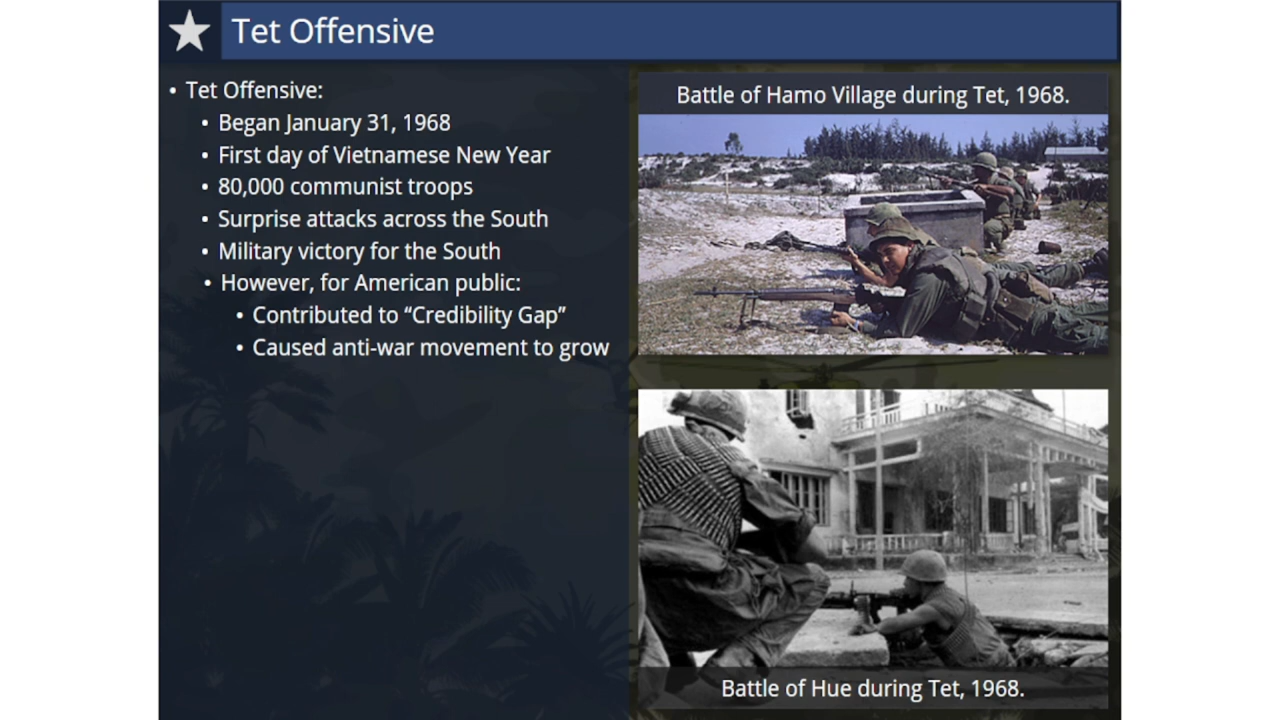 Tet Offensive
• Tet Offensive:
• Began January 31, 1968
• First day of Vietnamese New Year
• 80,000 communist troops
• Surprise attacks across the South
• Military victory for the South
• However, for American public:
• Contributed to “Credibility Gap”
• Caused anti-war movement to grow
Battle of Hamo Village during Tet, 1968.
Battle of Hue during Tet, 1968.